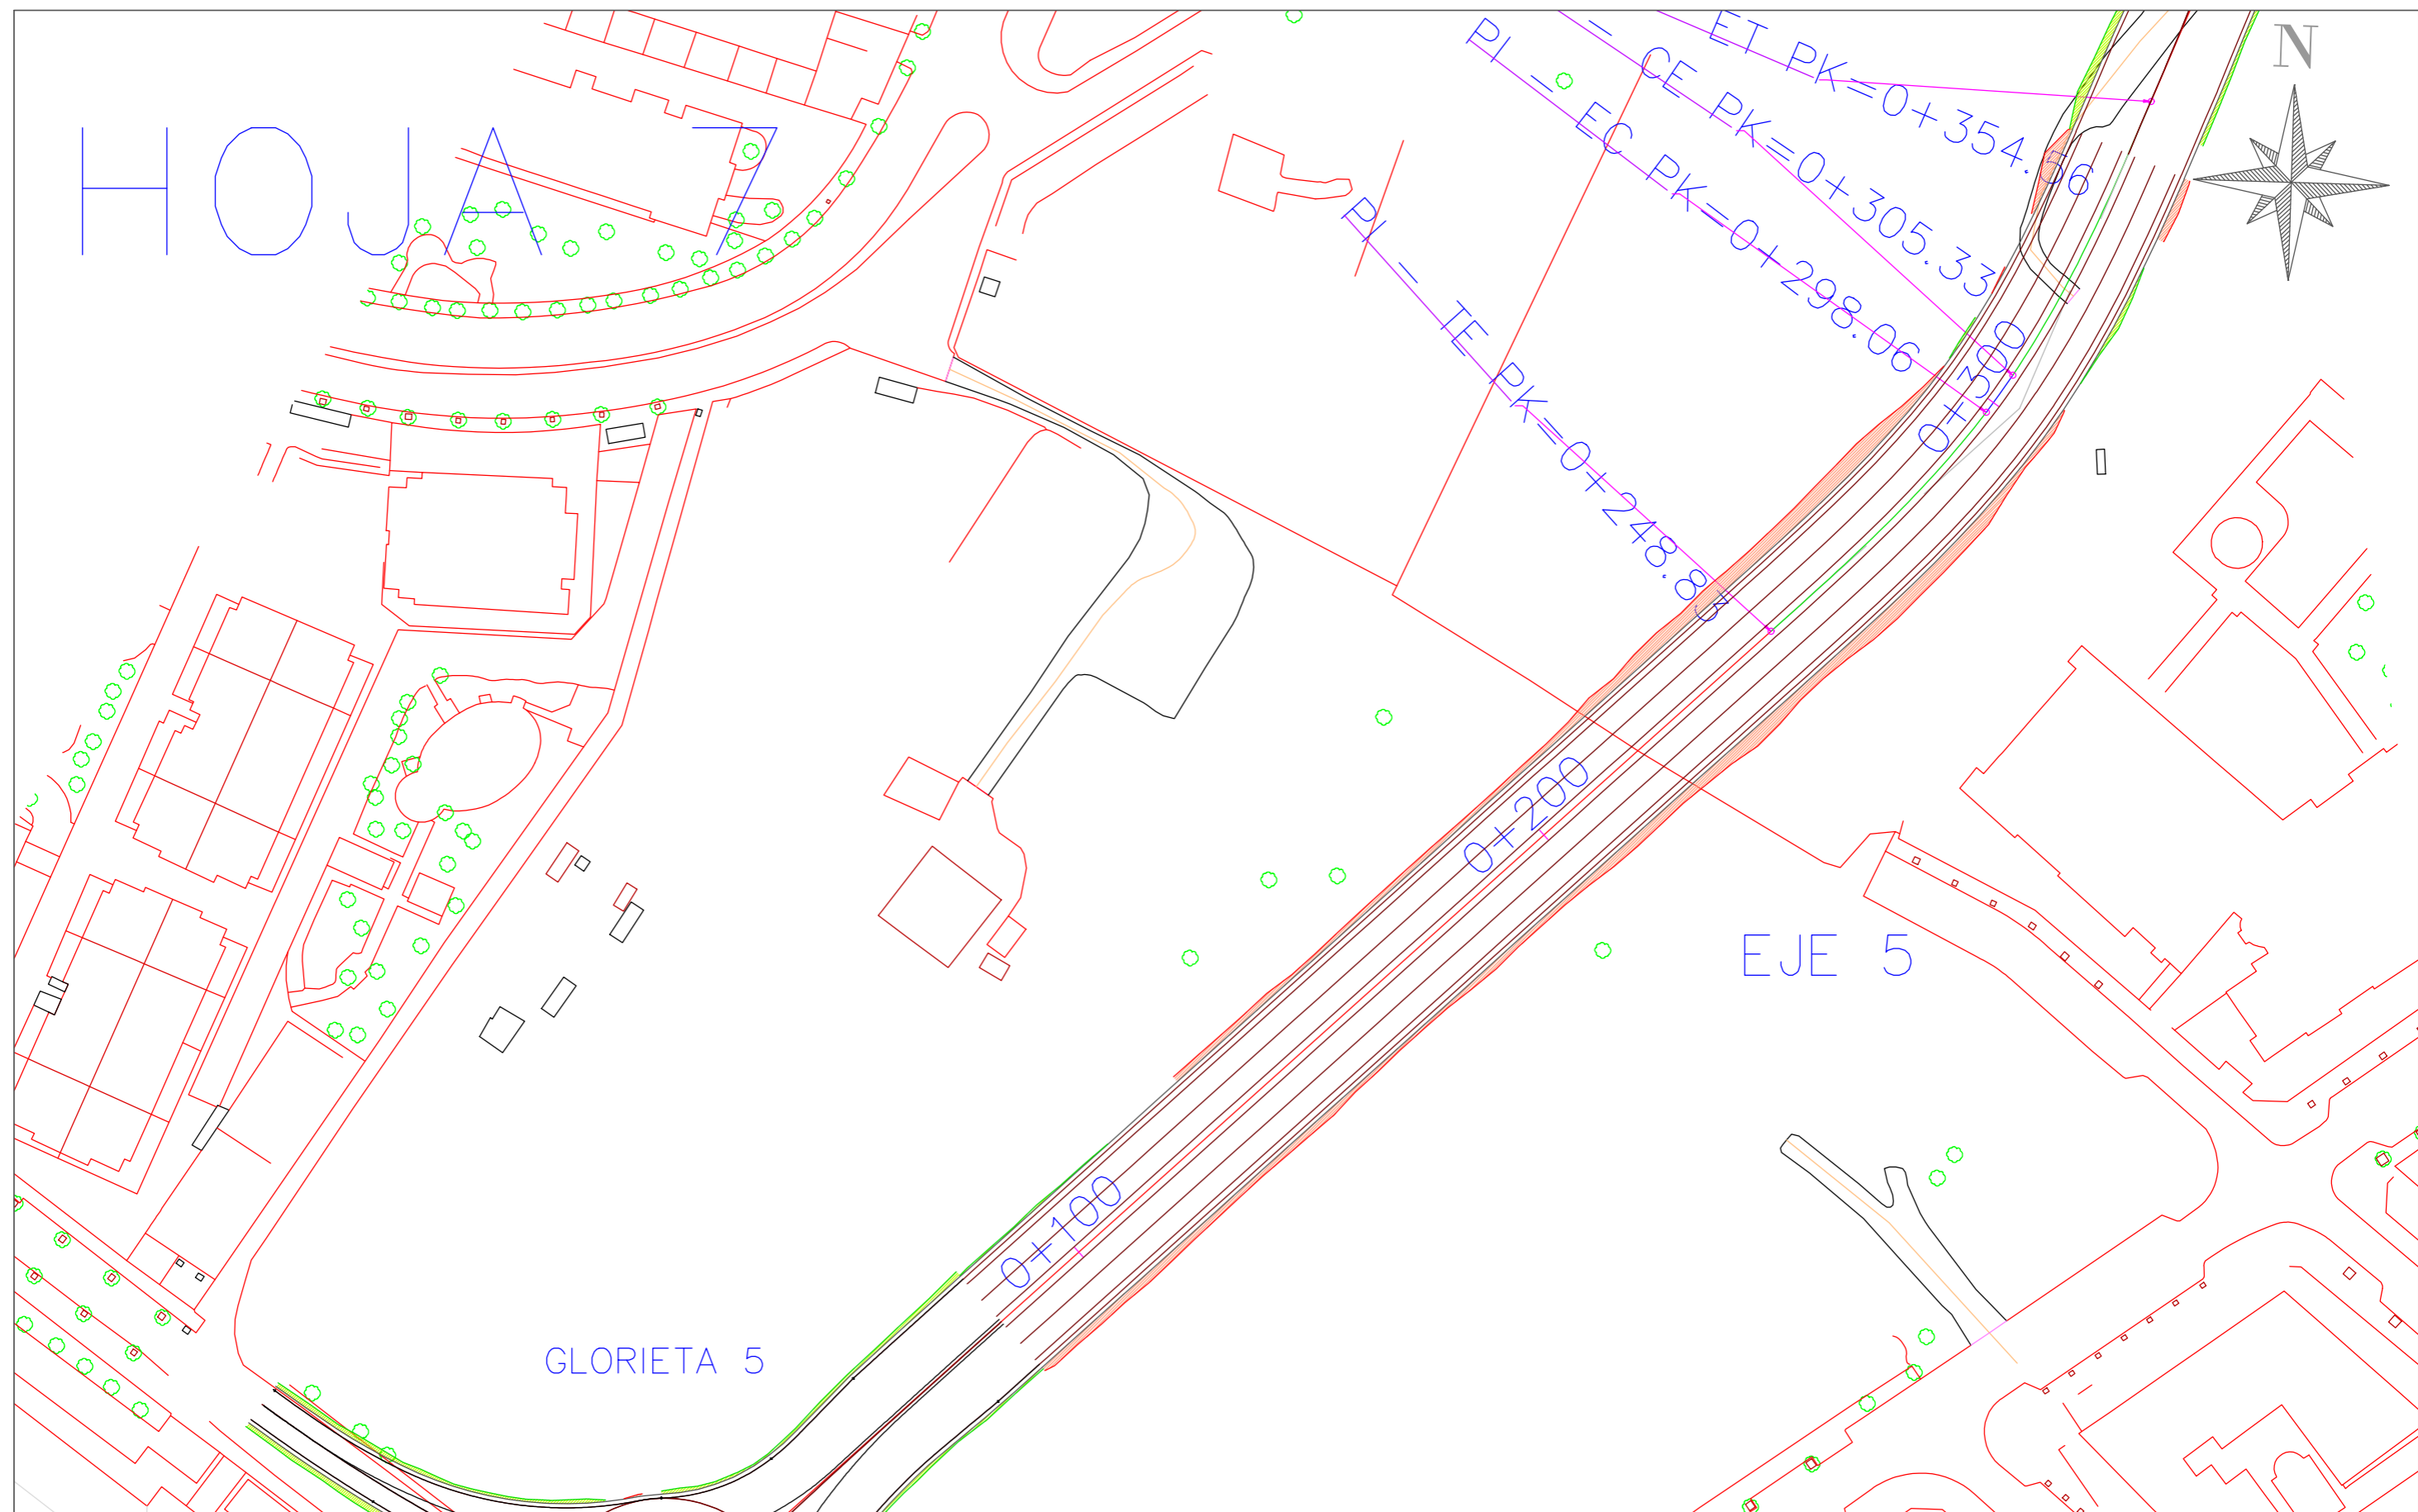 HOJA 7
ET PK=0+354.56
- CE PK=0+305.33
PI - EC PK=0+298.06
PI - TE PK=0+248.83
N
0+300
0+200
EJE 5
0+100
GLORIETA 5